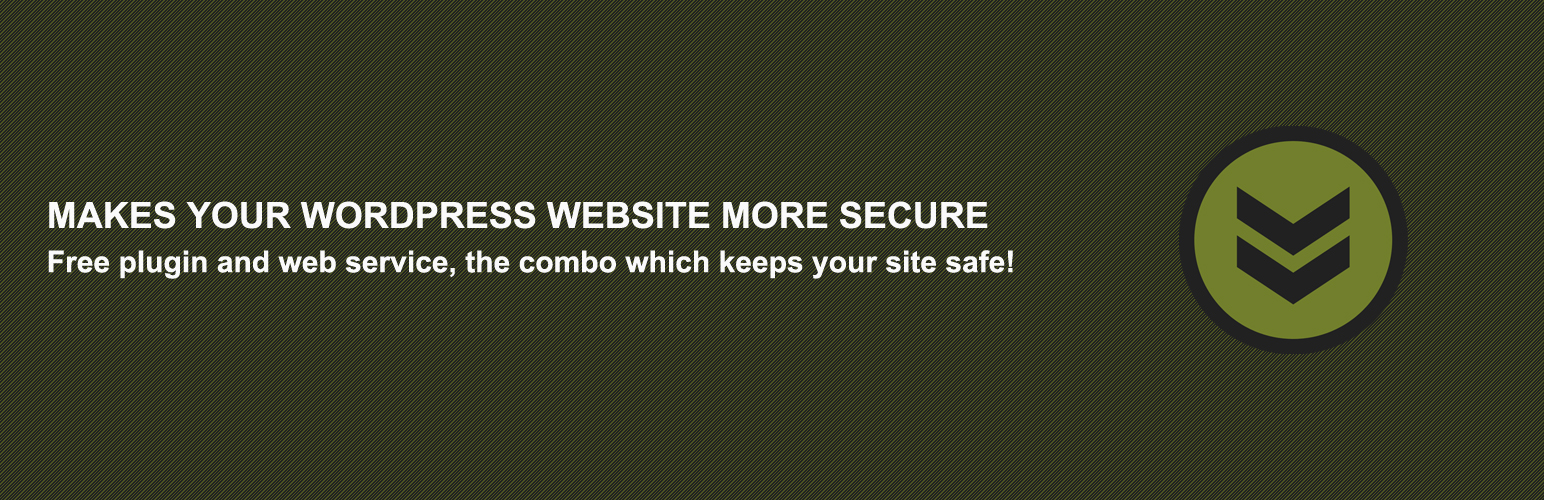 MAKES YOUR WORDPRESS WEBSITE MORE SECURE
Free plugin and web service, the combo which keeps your site safe!